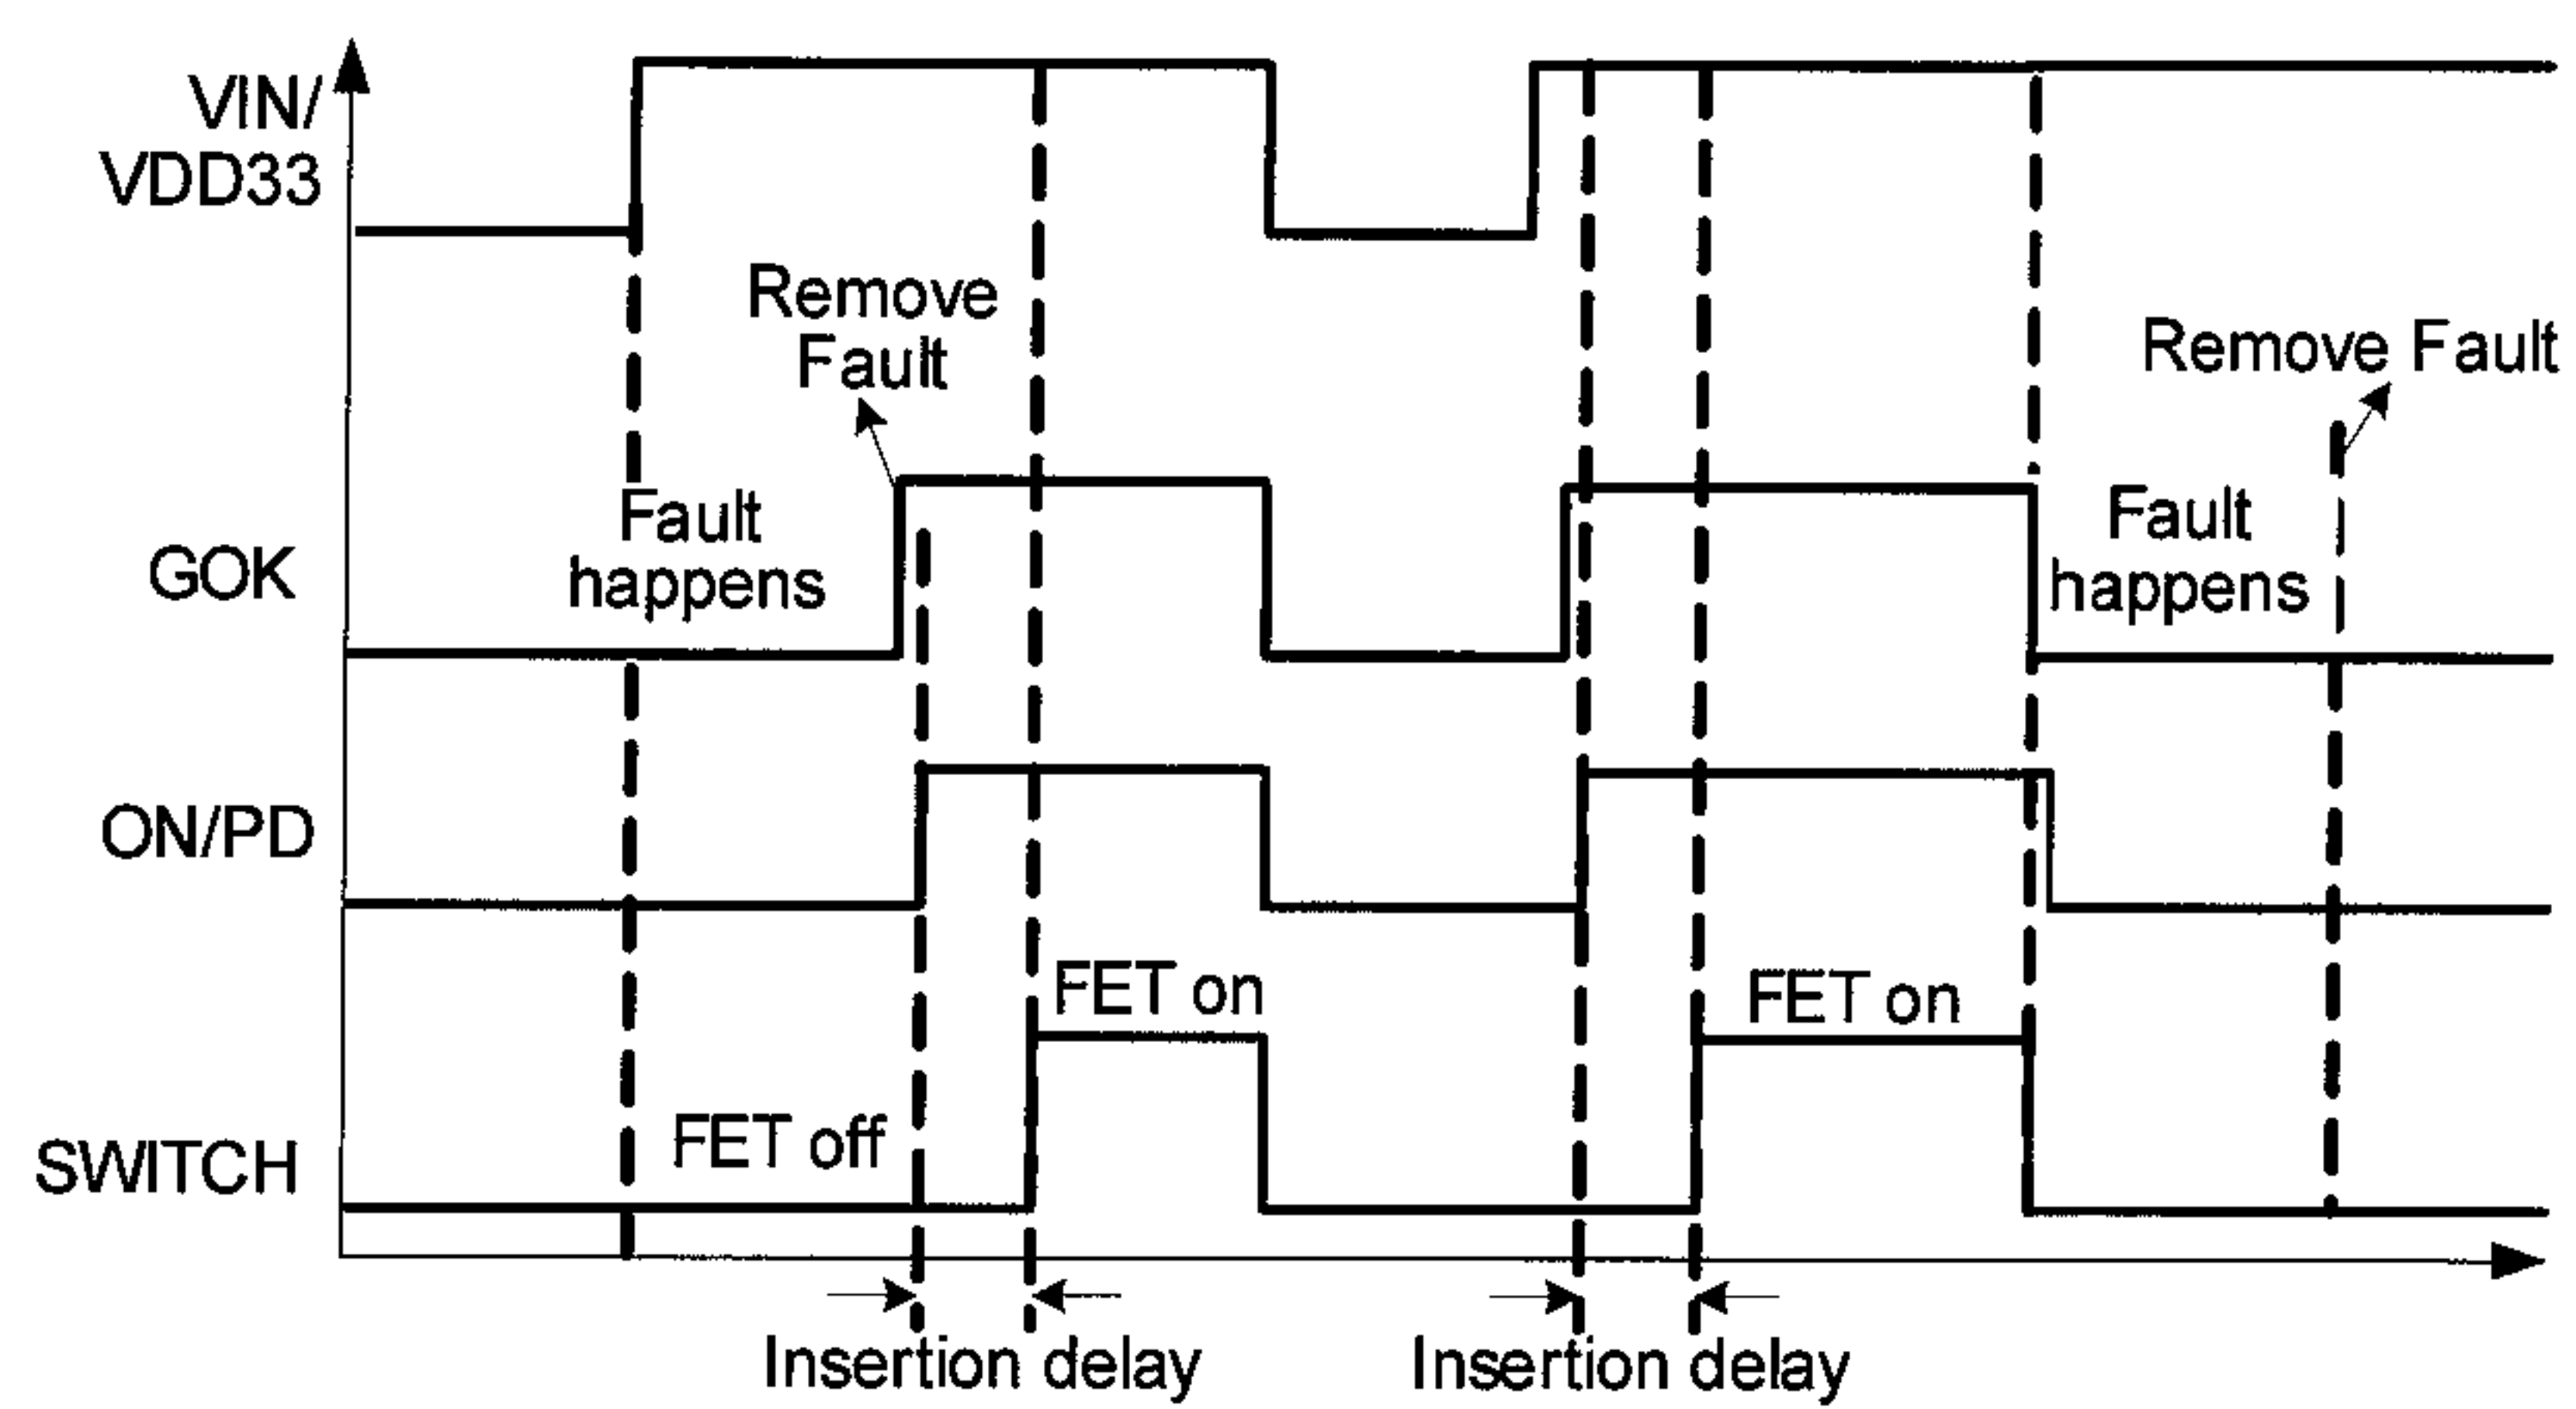 VIN/
VDD33
Remove
Fault
Remove Fault
Fault
happens
Fault
happens
GOK
ON/PD
FET on
FET on
FET off
SWITCH
Insertion delay
Insertion delay